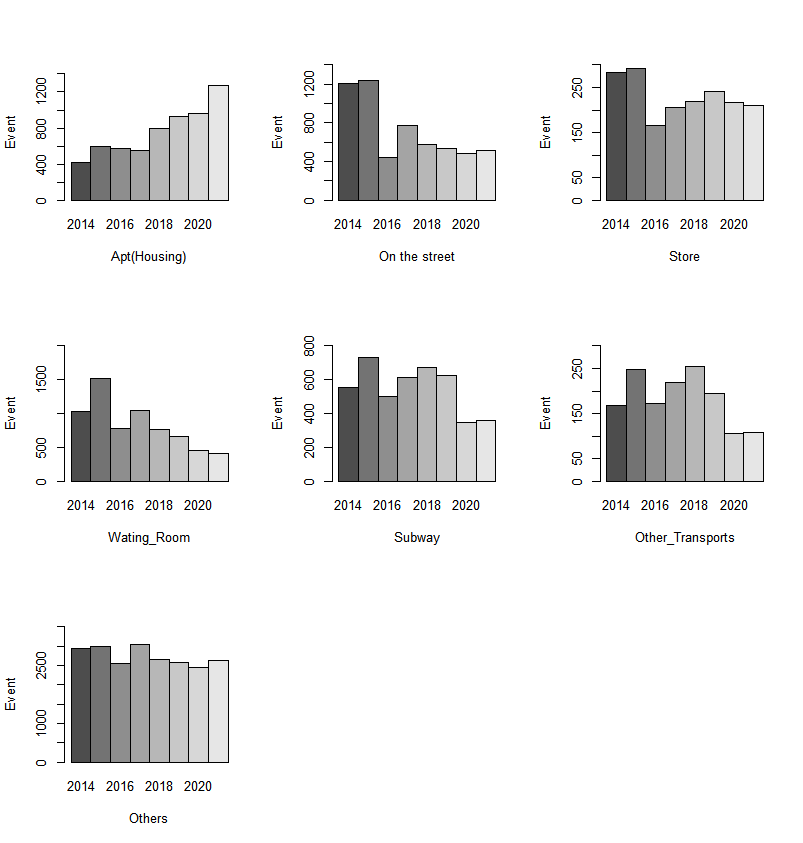 Event
0 400 800 1200
2014 2016 2018 2020
Apt(Housing)
Event
0 400 800 1200
2014 2016 2018 2020
On the street
Event
0 50 150 250
2014 2016 2018 2020
Store
Event
0 500 1500
2014 2016 2018 2020
Wating_Room
Event
0 200 400 600 800
2014 2016 2018 2020
Subway
Event
0 50 150 250
2014 2016 2018 2020
Other_Transports
Event
0 1000 2500
2014 2016 2018 2020
Others